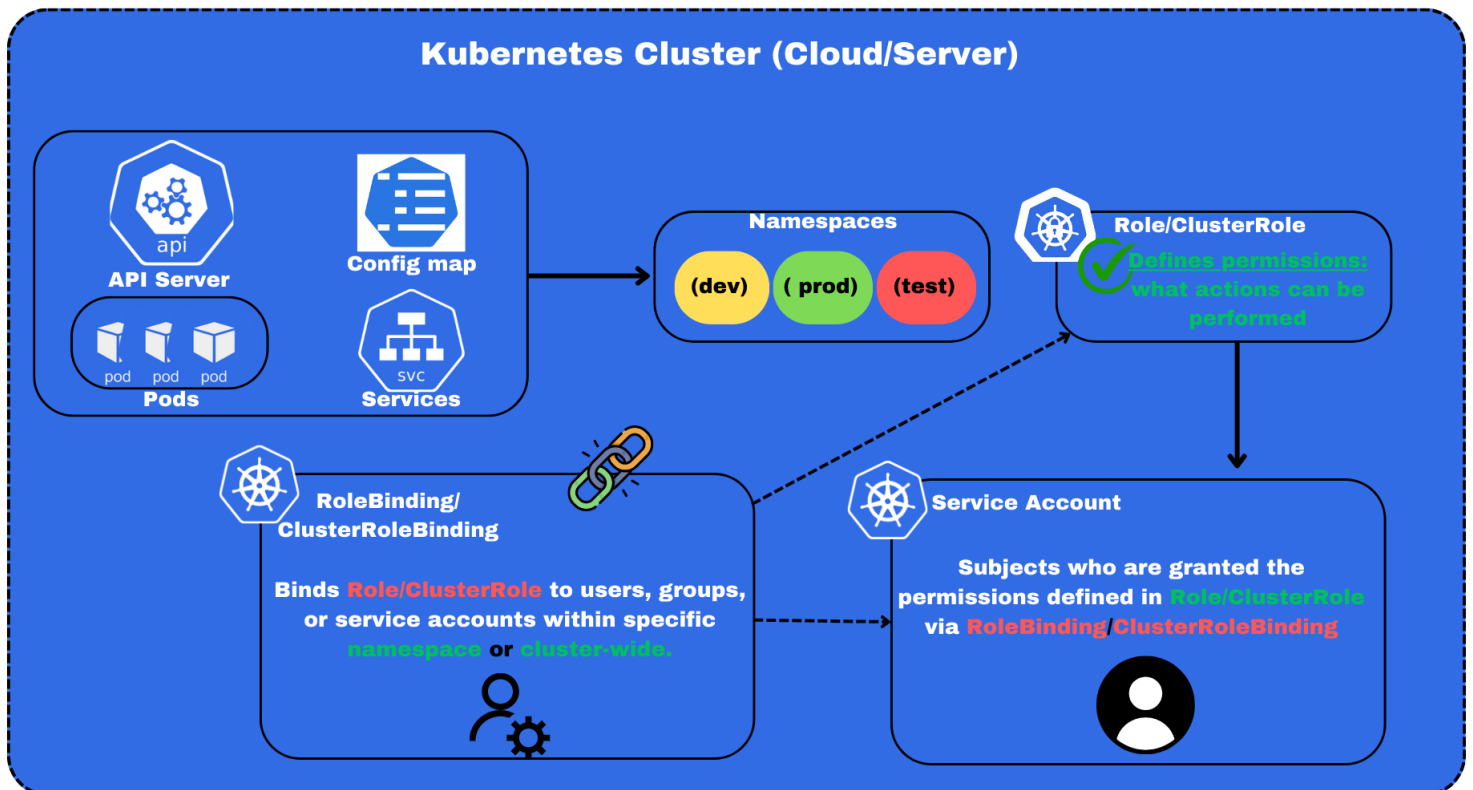 Kubernetes Cluster (Cloud/Server)
api
API Server
Config map
pod pod pod
Pods
svc
Services
Namespaces
(dev) ( prod) (test)
Role/ClusterRole
Defines permissions:
what actions can be
performed
RoleBinding/
ClusterRoleBinding
Binds Role/ClusterRole to users, groups,
or service accounts within specific
namespace or cluster-wide.
Service Account
Subjects who are granted the
permissions defined in Role/ClusterRole
via RoleBinding/ClusterRoleBinding